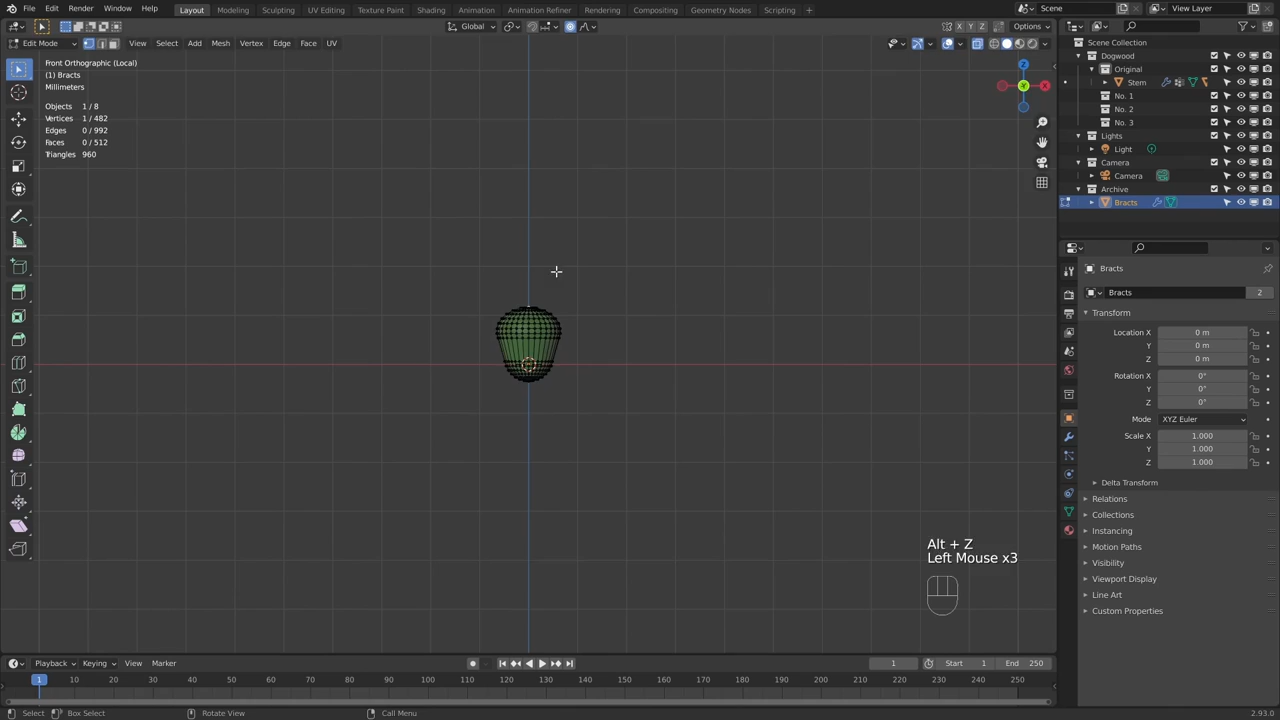 File Edit Render Window Help Layout Modeling Sculpting UV Editing Texture Paint Shading Animation Animation Refiner Rendering Compositing Geometry Nodes Scripting Scene View Layer
Global X Y Z Options
Edit Mode View Select Add Mesh Vertex Edge Face UV
Front Orthographic (Local)
(1) Bracts
Millimeters
Objects 1 / 8
Vertices 1 / 482
Edges 0 / 992
Faces 0 / 512
Triangles 960
Z
Y
X
Alt + Z
Left Mouse x3
Scene Collection
Dogwood
Original
Stem
No. 1
No. 2
No. 3
Lights
Light
Camera
Camera
Archive
Bracts
Bracts
Bracts 2
Transform
Location X 0 m
Y 0 m
Z 0 m
Rotation X 0°
Y 0°
Z 0°
Mode XYZ Euler
Scale X 1.000
Y 1.000
Z 1.000
Delta Transform
Relations
Collections
Instancing
Motion Paths
Visibility
Viewport Display
Line Art
Custom Properties
Playback Keying View Marker 1 Start 1 End 250
1 10 20 30 40 50 60 70 80 90 100 110 120 130 140 150 160 170 180 190 200 210 220 230 240 250
Select Box Select Rotate View Call Menu 2.93.0